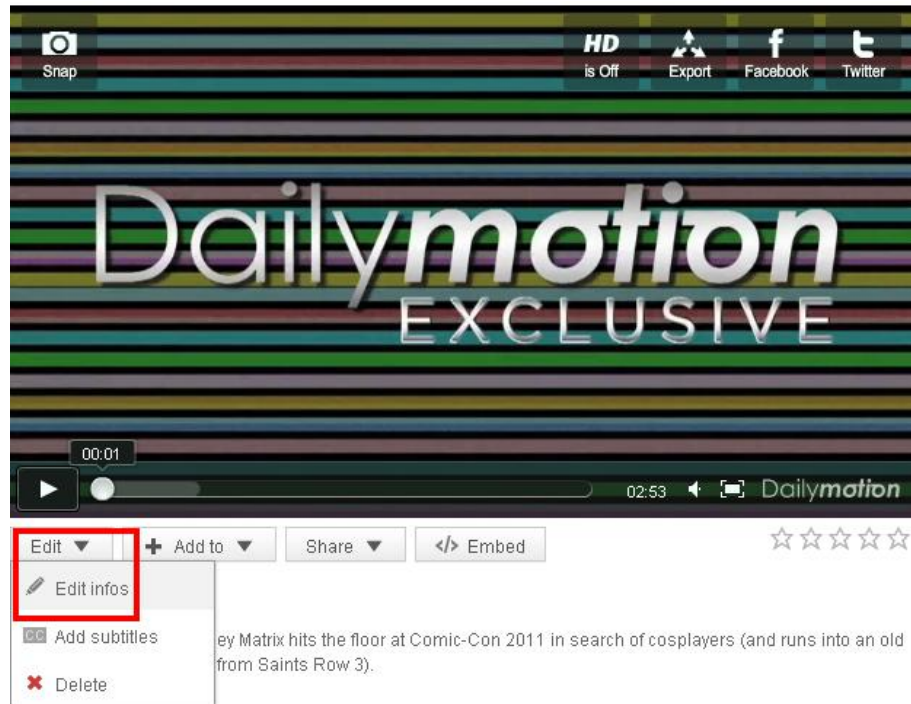 Snap
HD
is Off
Export
Facebook
Twitter
Dailymotion
EXCLUSIVE
00:01
02:53
Dailymotion
Edit
Add to
Share
</> Embed
Edit infos
CC Add subtitles
ey Matrix hits the floor at Comic-Con 2011 in search of cosplayers (and runs into an old
from Saints Row 3).
Delete